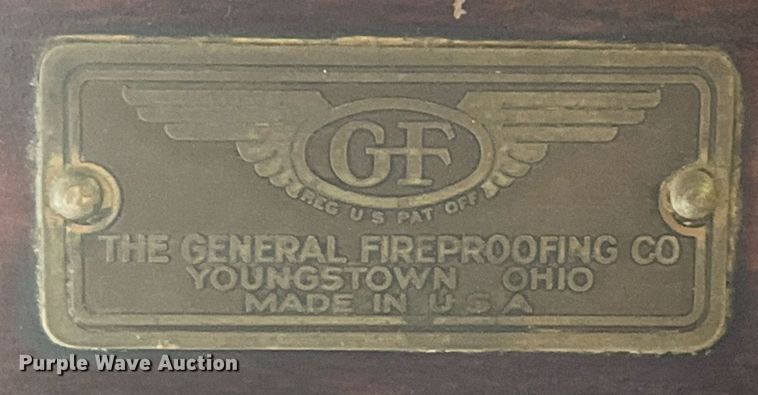 GF
REG U S PAT OFF
THE GENERAL FIREPROOFING CO
YOUNGSTOWN OHIO
MADE IN U S A
Purple Wave Auction